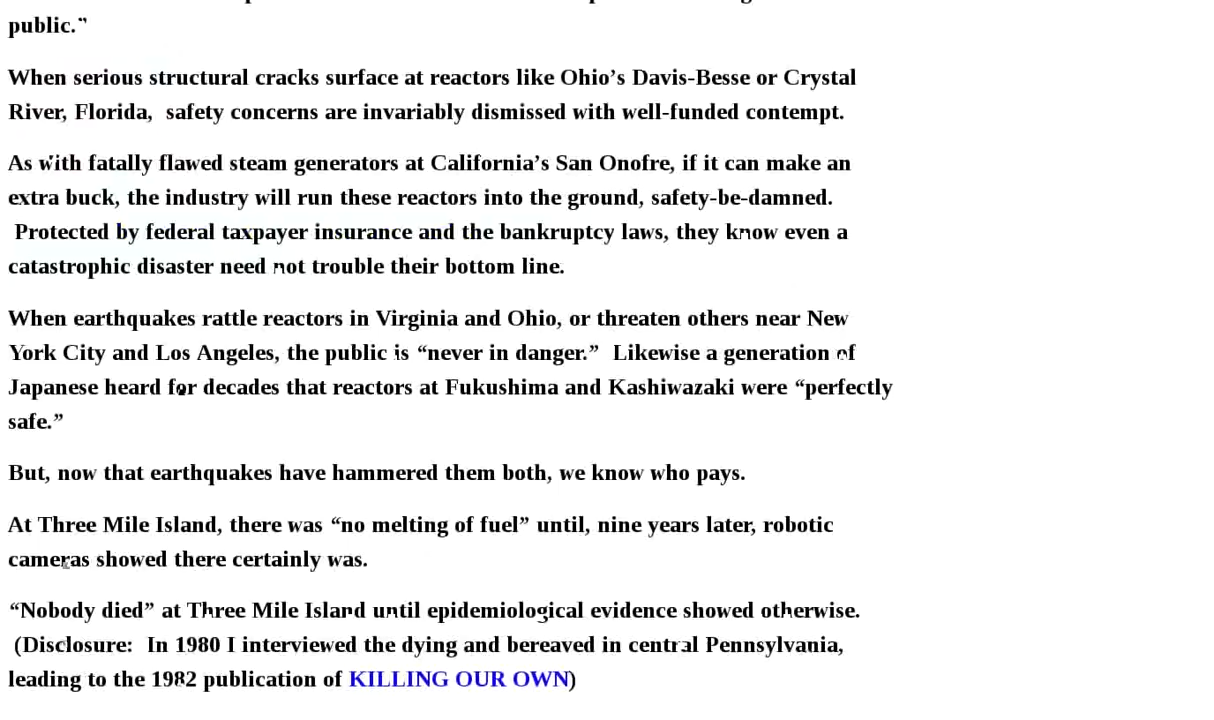 public.”
When serious structural cracks surface at reactors like Ohio’s Davis-Besse or Crystal
River, Florida,  safety concerns are invariably dismissed with well-funded contempt.
As with fatally flawed steam generators at California’s San Onofre, if it can make an
extra buck, the industry will run these reactors into the ground, safety-be-damned.
Protected by federal taxpayer insurance and the bankruptcy laws, they know even a
catastrophic disaster need not trouble their bottom line.
When earthquakes rattle reactors in Virginia and Ohio, or threaten others near New
York City and Los Angeles, the public is “never in danger.”  Likewise a generation of
Japanese heard for decades that reactors at Fukushima and Kashiwazaki were “perfectly
safe.”
But, now that earthquakes have hammered them both, we know who pays.
At Three Mile Island, there was “no melting of fuel” until, nine years later, robotic
cameras showed there certainly was.
“Nobody died” at Three Mile Island until epidemiological evidence showed otherwise.
(Disclosure:  In 1980 I interviewed the dying and bereaved in central Pennsylvania,
leading to the 1982 publication of KILLING OUR OWN)